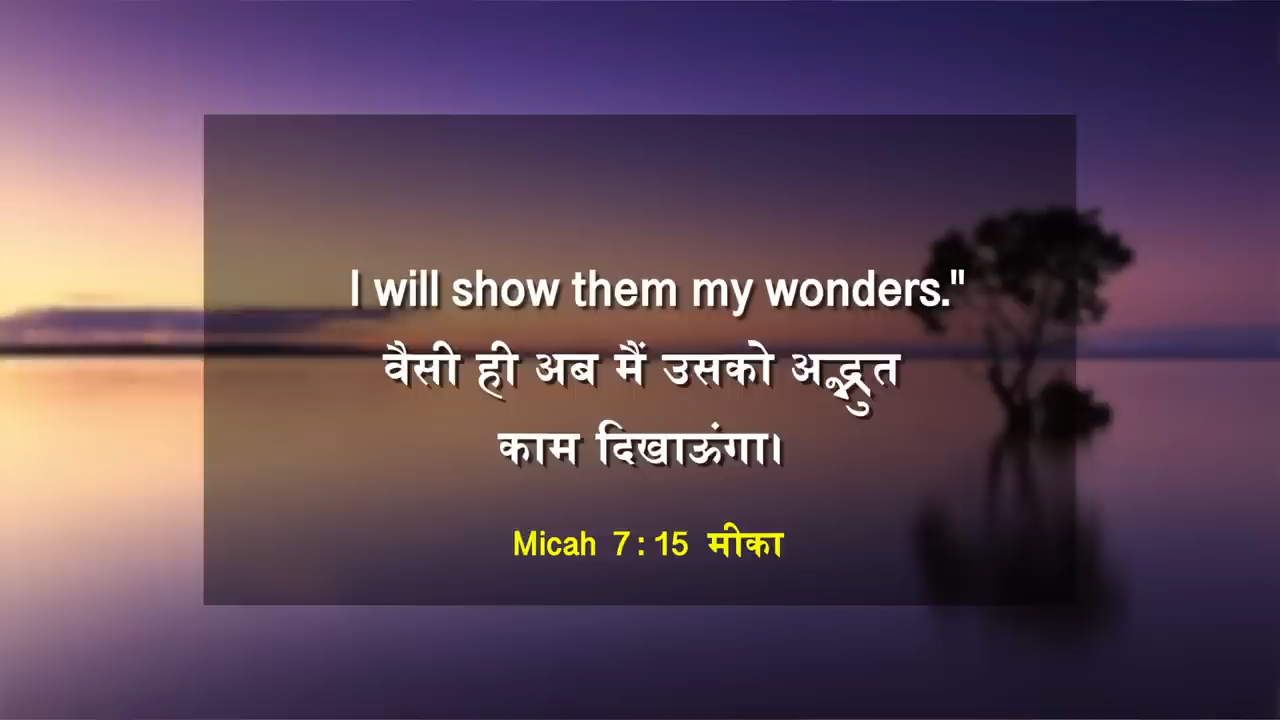 I will show them my wonders."
वैसी ही अब मैं उसको अद्भुत
काम दिखाऊंगा।
Micah 7:15 मीका